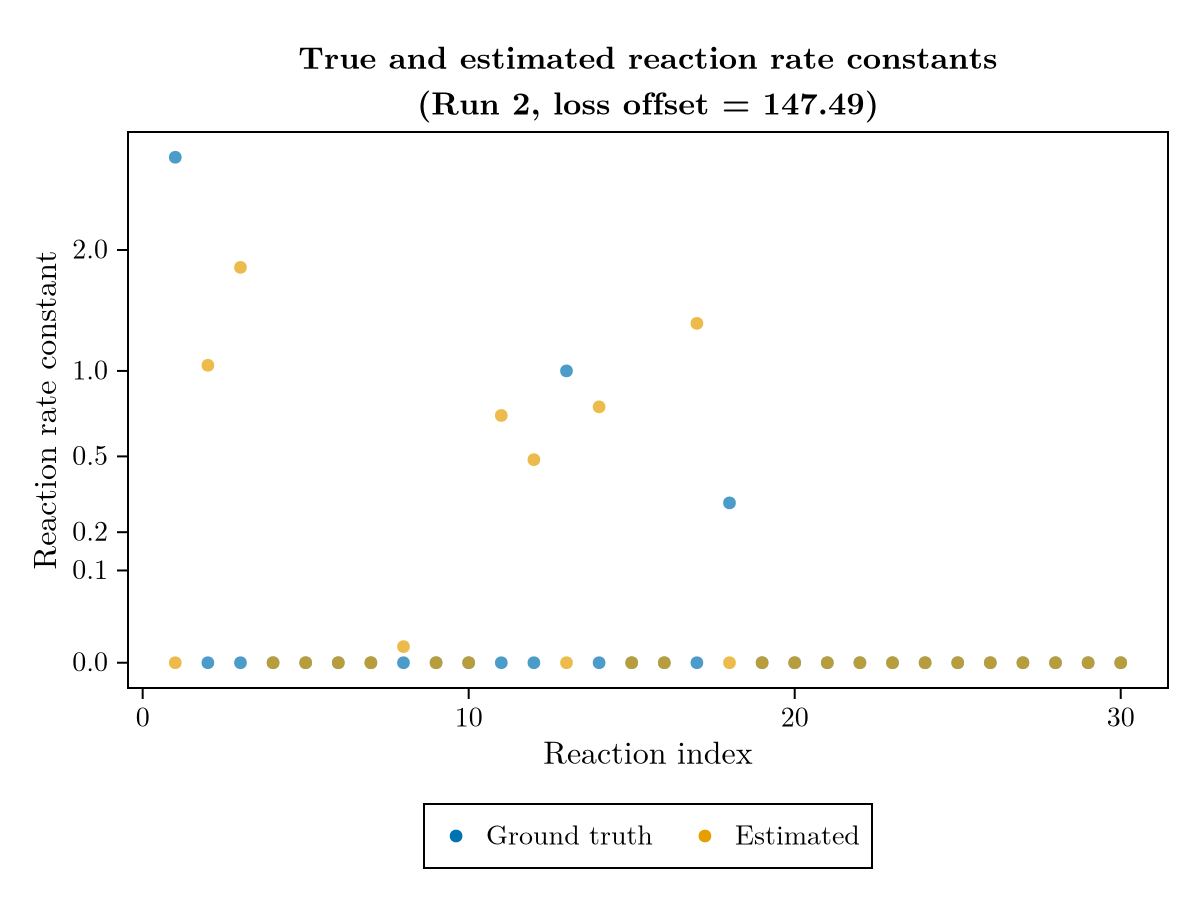 True and estimated reaction rate constants
(Run 2, loss offset = 147.49)
Reaction rate constant
2.0
1.0
0.5
0.2
0.1
0.0
0 10 20 30
Reaction index
Ground truth Estimated